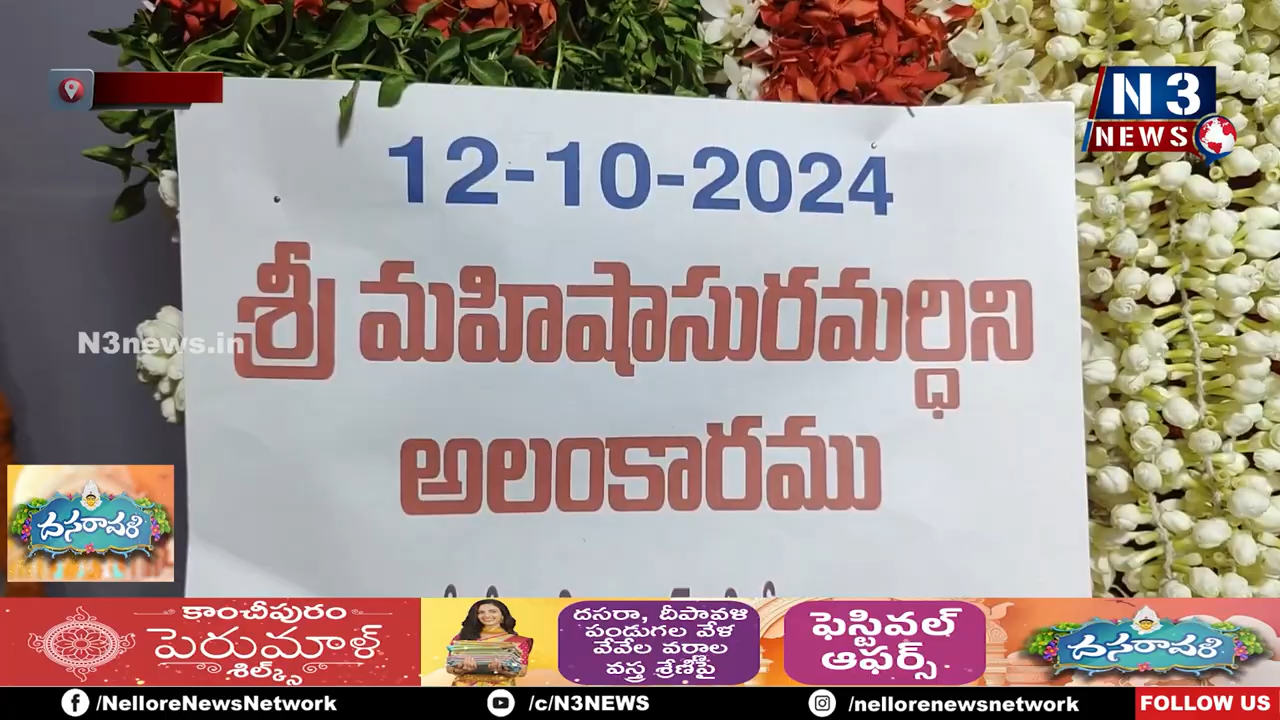 N3
NEWS
12-10-2024
శ్రీ మహిషాసురమర్ధిని
అలంకారము
N3news.in
దసరావళి
కాంచీపురం
పెరుమాళ్
శిల్క్స్
దసరా, దీపావళి
పండుగల వేళ
వేవేల వర్ణాల
వస్త్ర శ్రేణిపై
ఫెస్టివల్
ఆఫర్స్
దసరావళి
/NelloreNewsNetwork
/c/N3NEWS
/nellorenewsnetwork
FOLLOW US